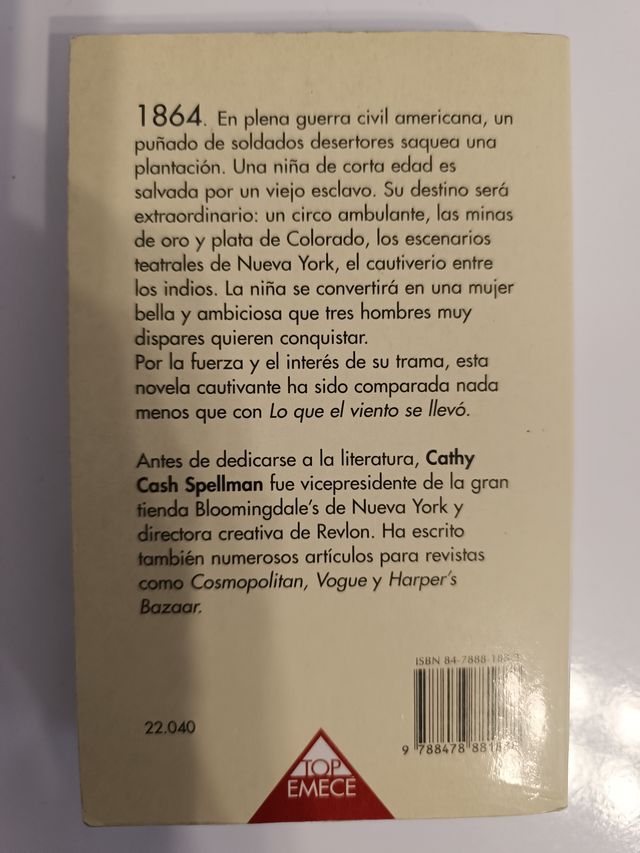 1864. En plena guerra civil americana, un
puñado de soldados desertores saquea una
plantación. Una niña de corta edad es
salvada por un viejo esclavo. Su destino será
extraordinario: un circo ambulante, las minas
de oro y plata de Colorado, los escenarios
teatrales de Nueva York, el cautiverio entre
los indios. La niña se convertirá en una mujer
bella y ambiciosa que tres hombres muy
dispares quieren conquistar.
Por la fuerza y el interés de su trama, esta
novela cautivante ha sido comparada nada
menos que con Lo que el viento se llevó.
Antes de dedicarse a la literatura, Cathy
Cash Spellman fue vicepresidente de la gran
tienda Bloomingdale's de Nueva York y
directora creativa de Revlon. Ha escrito
también numerosos artículos para revistas
como Cosmopolitan, Vogue y Harper's
Bazaar.
ISBN
22.040
TOP
EMECÉ